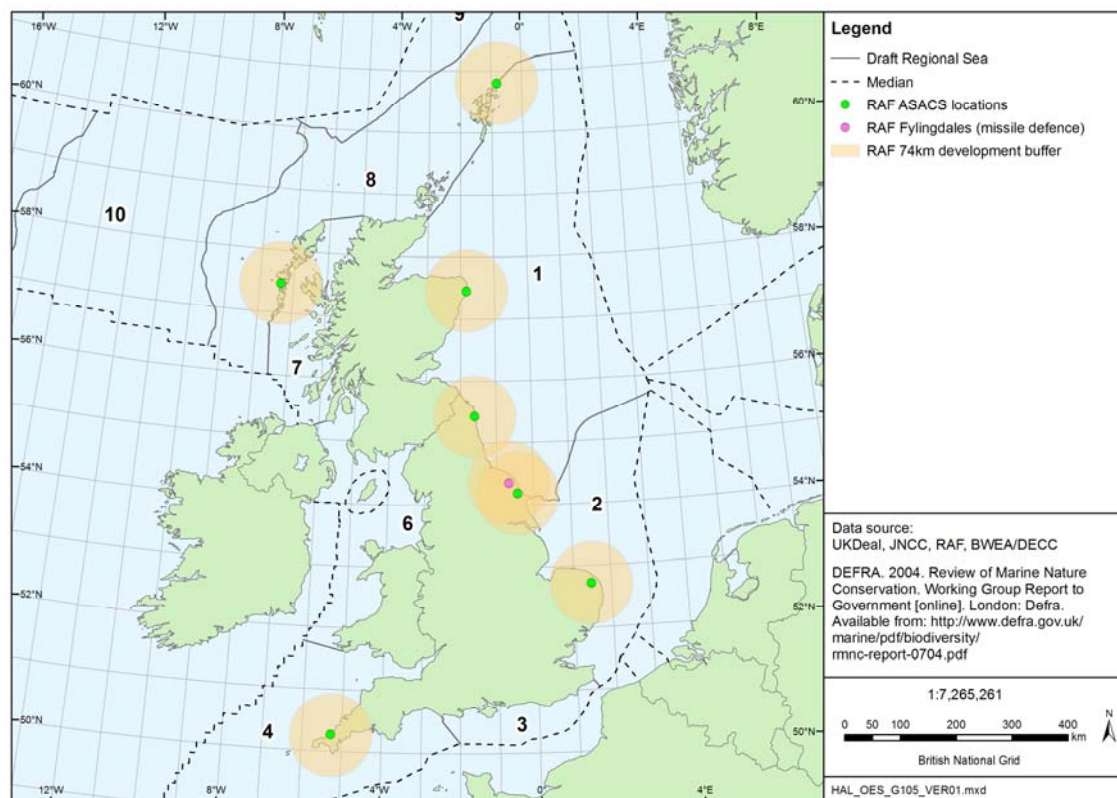 16°W
12°W
8°W
4°W
0°
4°E
8°E
60°N
58°N
56°N
54°N
52°N
50°N
60°N
58°N
56°N
54°N
52°N
50°N
12°W
8°W
4°W
0°
4°E
9
8
10
1
7
2
6
4
3
Legend
Draft Regional Sea
Median
RAF ASACS locations
RAF Fylingdales (missile defence)
RAF 74km development buffer
Data source:
UKDeal, JNCC, RAF, BWEA/DECC
DEFRA. 2004. Review of Marine Nature
Conservation. Working Group Report to
Government [online]. London: Defra.
Available from: http://www.defra.gov.uk/
marine/pdf/biodiversity/
rmnc-report-0704.pdf
1:7,265,261
0 50 100 200 300 400
km
N
British National Grid
HAL_OES_G105_VER01.mxd